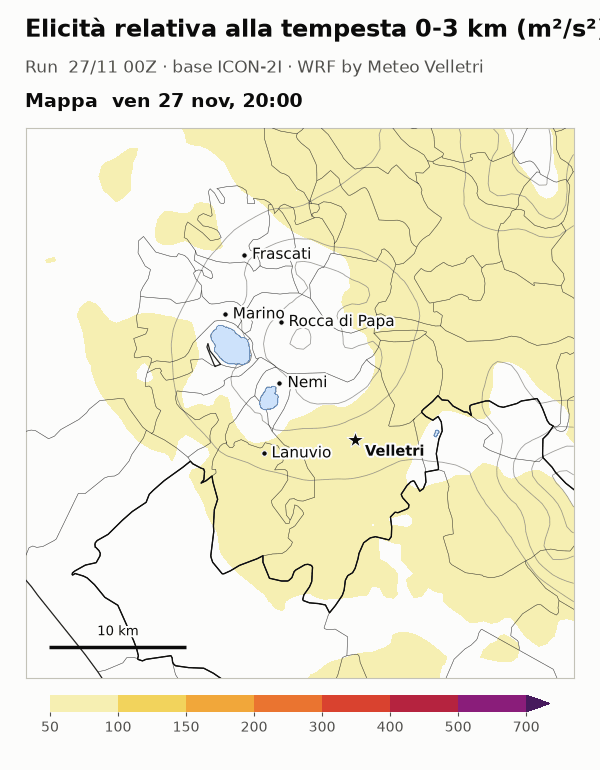 Elicità relativa alla tempesta 0-3 km (m²/s²)
Run 27/11 00Z · base ICON-2I · WRF by Meteo Velletri
Mappa ven 27 nov, 20:00
Frascati
Marino
Rocca di Papa
Nemi
Velletri
Lanuvio
10 km
50 100 150 200 300 400 500 700